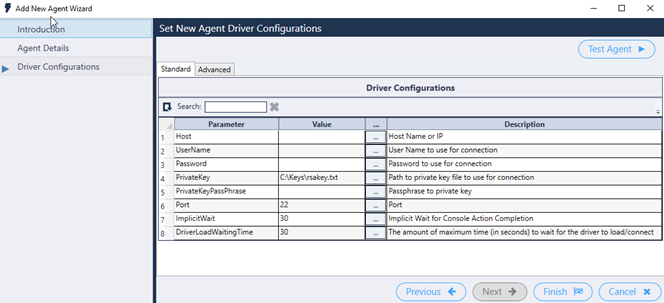 Add New Agent Wizard
Introduction
Agent Details
Driver Configurations
Set New Agent Driver Configurations
Test Agent
Standard Advanced
Driver Configurations
Search:
Parameter Value ... Description
1 Host ... Host Name or IP
2 UserName ... User Name to use for connection
3 Password ... Password to use for connection
4 PrivateKey C:\Keys\rsakey.txt ... Path to private key file to use for connection
5 PrivateKeyPassPhrase ... Passphrase to private key
6 Port 22 ... Port
7 ImplicitWait 30 ... Implicit Wait for Console Action Completion
8 DriverLoadWaitingTime 30 ... The amount of maximum time (in seconds) to wait for the driver to load/connect
Previous Next Finish Cancel